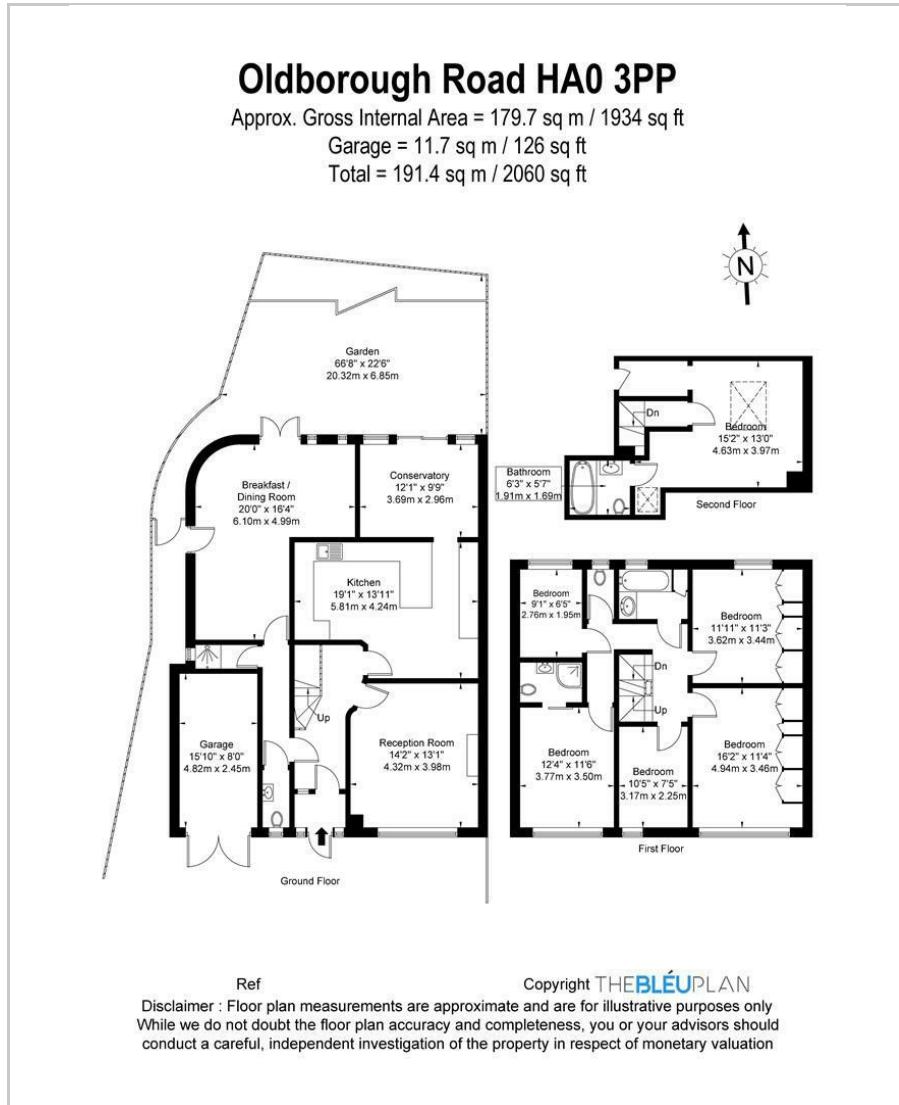 Oldborough Road HA0 3PP
Approx. Gross Internal Area = 179.7 sq m / 1934 sq ft
Garage = 11.7 sq m / 126 sq ft
Total = 191.4 sq m / 2060 sq ft
N
Garden
66'8" x 22'6"
20.32m x 6.85m
Breakfast /
Dining Room
20'0" x 16'4"
6.10m x 4.99m
Conservatory
12'1" x 9'9"
3.69m x 2.96m
Kitchen
19'1" x 13'11"
5.81m x 4.24m
Up
Garage
15'10" x 8'0"
4.82m x 2.45m
Reception Room
14'2" x 13'1"
4.32m x 3.98m
Ground Floor
Dn
Bedroom
15'2" x 13'0"
4.63m x 3.97m
Bathroom
6'3" x 5'7"
1.91m x 1.69m
Second Floor
Bedroom
9'1" x 6'5"
2.76m x 1.95m
Bedroom
11'11" x 11'3"
3.62m x 3.44m
Dn
Up
Bedroom
12'4" x 11'6"
3.77m x 3.50m
Bedroom
10'5" x 7'5"
3.17m x 2.25m
Bedroom
16'2" x 11'4"
4.94m x 3.46m
First Floor
Ref
Copyright THEBLÉUPLAN
Disclaimer : Floor plan measurements are approximate and are for illustrative purposes only
While we do not doubt the floor plan accuracy and completeness, you or your advisors should
conduct a careful, independent investigation of the property in respect of monetary valuation